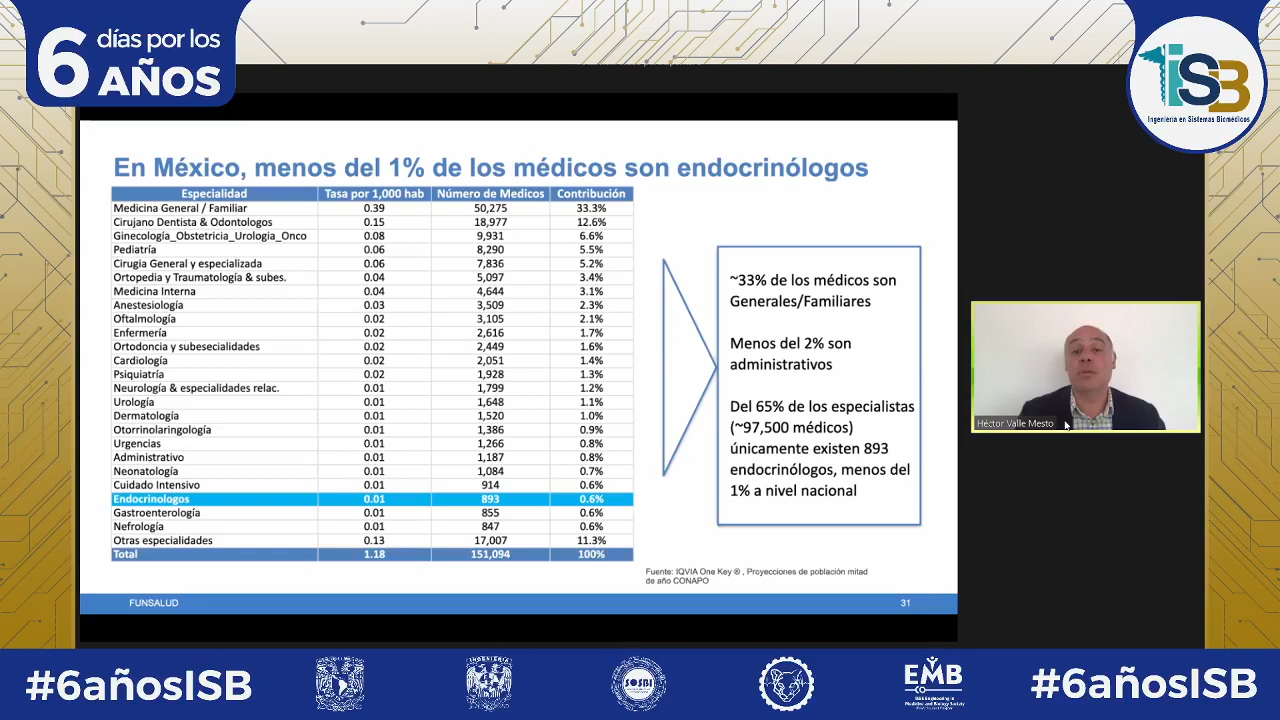 6 días por los
AÑOS
iSB
Ingeniería en Sistemas Biomédicos
En México, menos del 1% de los médicos son endocrinólogos
Especialidad Tasa por 1,000 hab Número de Medicos Contribución
Medicina General / Familiar 0.39 50,275 33.3%
Cirujano Dentista & Odontologos 0.15 18,977 12.6%
Ginecología_Obstetricia_Urologia_Onco 0.08 9,931 6.6%
Pediatría 0.06 8,290 5.5%
Cirugia General y especializada 0.06 7,836 5.2%
Ortopedia y Traumatología & subes. 0.04 5,097 3.4%
Medicina Interna 0.04 4,644 3.1%
Anestesiología 0.03 3,509 2.3%
Oftalmología 0.02 3,105 2.1%
Enfermería 0.02 2,616 1.7%
Ortodoncia y subesecialidades 0.02 2,449 1.6%
Cardiología 0.02 2,051 1.4%
Psiquiatría 0.02 1,928 1.3%
Neurología & especialidades relac. 0.01 1,799 1.2%
Urología 0.01 1,648 1.1%
Dermatología 0.01 1,520 1.0%
Otorrinolaringología 0.01 1,386 0.9%
Urgencias 0.01 1,266 0.8%
Administrativo 0.01 1,187 0.8%
Neonatología 0.01 1,084 0.7%
Cuidado Intensivo 0.01 914 0.6%
Endocrinologos 0.01 893 0.6%
Gastroenterología 0.01 855 0.6%
Nefrología 0.01 847 0.6%
Otras especialidades 0.13 17,007 11.3%
Total 1.18 151,094 100%
~33% de los médicos son
Generales/Familiares
Menos del 2% son
administrativos
Del 65% de los especialistas
(~97,500 médicos)
únicamente existen 893
endocrinólogos, menos del
1% a nivel nacional
Fuente: IQVIA One Key ® , Proyecciones de población mitad
de año CONAPO
FUNSALUD 31
Héctor Valle Mesto
#6añosISB
INGENIERÍA
SOSBI
EMB
#6añosISB